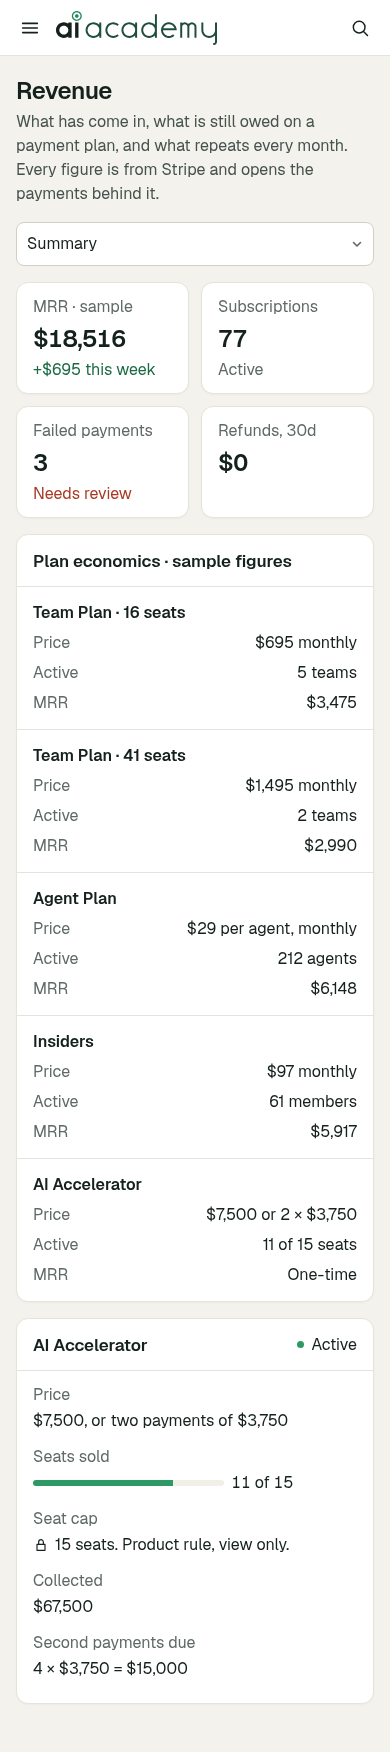 ai academy
Revenue
What has come in, what is still owed on a
payment plan, and what repeats every month.
Every figure is from Stripe and opens the
payments behind it.
Summary
MRR · sample
$18,516
+$695 this week
Subscriptions
77
Active
Failed payments
3
Needs review
Refunds, 30d
$0
Plan economics · sample figures
Team Plan · 16 seats
Price $695 monthly
Active 5 teams
MRR $3,475
Team Plan · 41 seats
Price $1,495 monthly
Active 2 teams
MRR $2,990
Agent Plan
Price $29 per agent, monthly
Active 212 agents
MRR $6,148
Insiders
Price $97 monthly
Active 61 members
MRR $5,917
AI Accelerator
Price $7,500 or 2 × $3,750
Active 11 of 15 seats
MRR One-time
AI Accelerator Active
Price
$7,500, or two payments of $3,750
Seats sold
11 of 15
Seat cap
15 seats. Product rule, view only.
Collected
$67,500
Second payments due
4 × $3,750 = $15,000